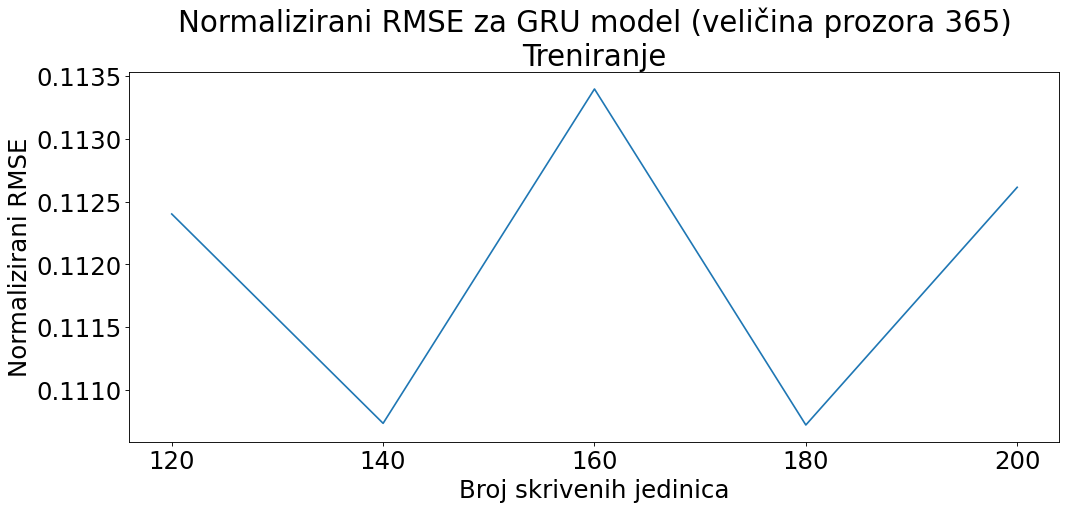 Normalizirani RMSE za GRU model (veličina prozora 365)
Treniranje
0.1135
0.1130
0.1125
0.1120
0.1115
0.1110
Normalizirani RMSE
120 140 160 180 200
Broj skrivenih jedinica